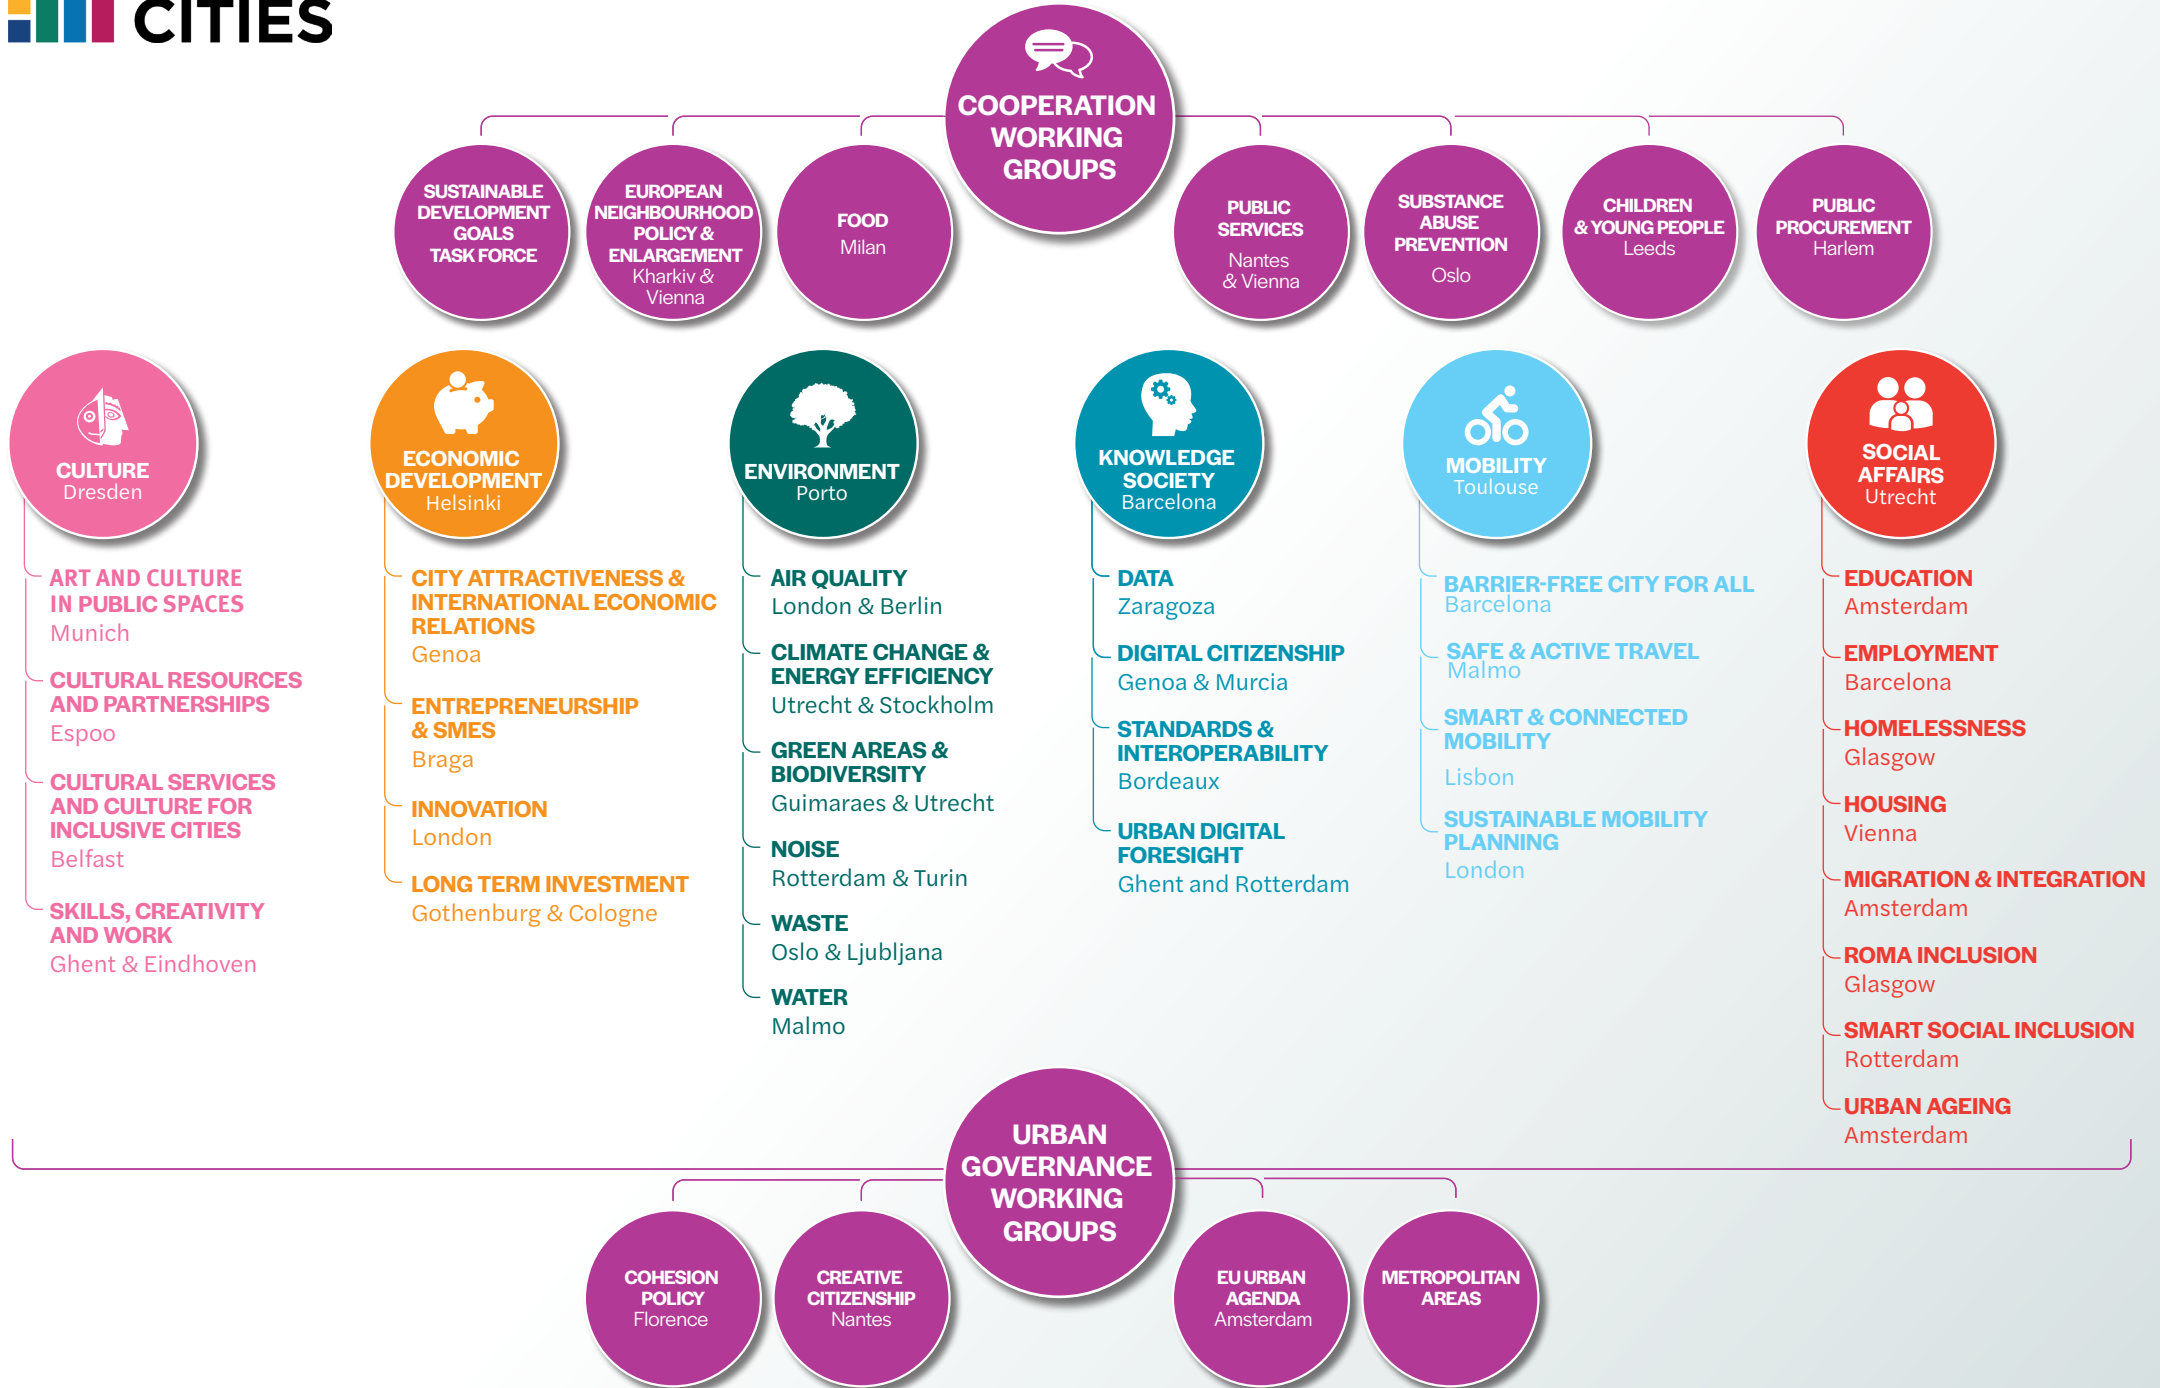 CITIES
COOPERATION
WORKING
GROUPS
SUSTAINABLE
DEVELOPMENT
GOALS
TASK FORCE
EUROPEAN
NEIGHBOURHOOD
POLICY &
ENLARGEMENT
Kharkiv &
Vienna
FOOD
Milan
PUBLIC
SERVICES
Nantes
& Vienna
SUBSTANCE
ABUSE
PREVENTION
Oslo
CHILDREN
& YOUNG PEOPLE
Leeds
PUBLIC
PROCUREMENT
Harlem
CULTURE
Dresden
ART AND CULTURE
IN PUBLIC SPACES
Munich
CULTURAL RESOURCES
AND PARTNERSHIPS
Espoo
CULTURAL SERVICES
AND CULTURE FOR
INCLUSIVE CITIES
Belfast
SKILLS, CREATIVITY
AND WORK
Ghent & Eindhoven
ECONOMIC
DEVELOPMENT
Helsinki
CITY ATTRACTIVENESS &
INTERNATIONAL ECONOMIC
RELATIONS
Genoa
ENTREPRENEURSHIP
& SMES
Braga
INNOVATION
London
LONG TERM INVESTMENT
Gothenburg & Cologne
ENVIRONMENT
Porto
AIR QUALITY
London & Berlin
CLIMATE CHANGE &
ENERGY EFFICIENCY
Utrecht & Stockholm
GREEN AREAS &
BIODIVERSITY
Guimaraes & Utrecht
NOISE
Rotterdam & Turin
WASTE
Oslo & Ljubljana
WATER
Malmo
KNOWLEDGE
SOCIETY
Barcelona
DATA
Zaragoza
DIGITAL CITIZENSHIP
Genoa & Murcia
STANDARDS &
INTEROPERABILITY
Bordeaux
URBAN DIGITAL
FORESIGHT
Ghent and Rotterdam
MOBILITY
Toulouse
BARRIER-FREE CITY FOR ALL
Barcelona
SAFE & ACTIVE TRAVEL
Malmo
SMART & CONNECTED
MOBILITY
Lisbon
SUSTAINABLE MOBILITY
PLANNING
London
SOCIAL
AFFAIRS
Utrecht
EDUCATION
Amsterdam
EMPLOYMENT
Barcelona
HOMELESSNESS
Glasgow
HOUSING
Vienna
MIGRATION & INTEGRATION
Amsterdam
ROMA INCLUSION
Glasgow
SMART SOCIAL INCLUSION
Rotterdam
URBAN AGEING
Amsterdam
URBAN
GOVERNANCE
WORKING
GROUPS
COHESION
POLICY
Florence
CREATIVE
CITIZENSHIP
Nantes
EU URBAN
AGENDA
Amsterdam
METROPOLITAN
AREAS